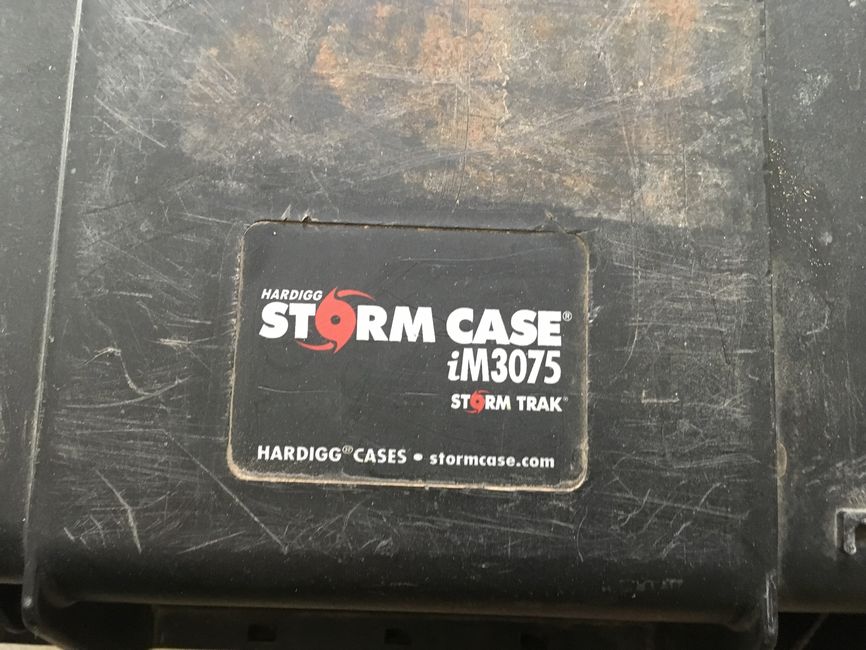 HARDIGG
STORM CASE®
iM3075
STORM TRAK®
HARDIGG® CASES • stormcase.com